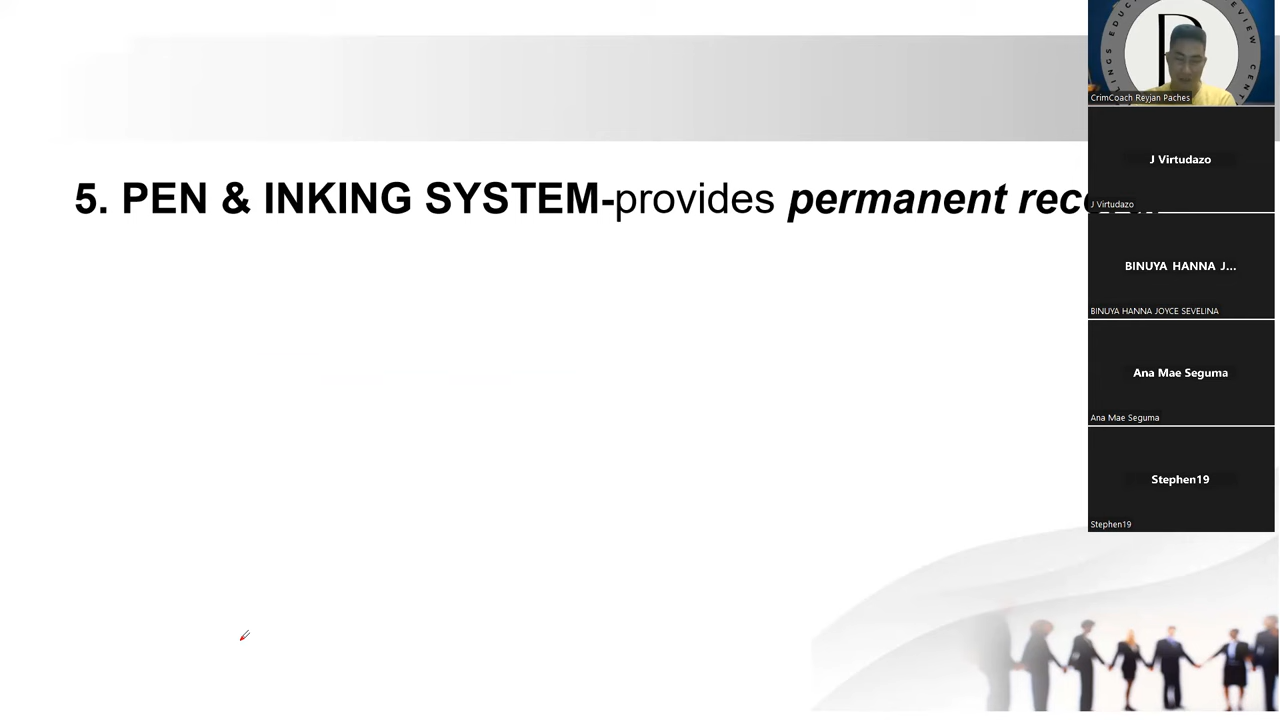 5. PEN & INKING SYSTEM-provides permanent
CrimCoach Reyjan Paches
J Virtudazo
J Virtudazo
BINUYA HANNA J...
BINUYA HANNA JOYCE SEVELINA
Ana Mae Seguma
Ana Mae Seguma
Stephen19
Stephen19